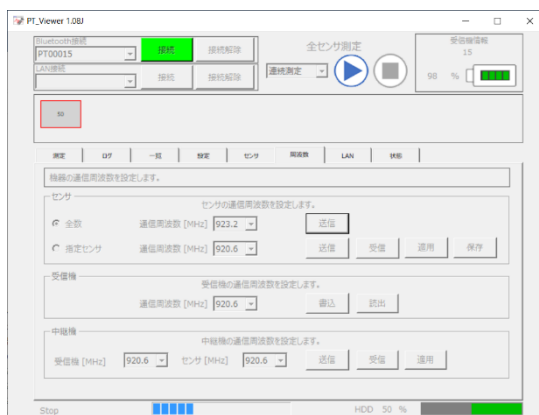 PT_Viewer 1.08J
Bluetooth接続
PT00015 接続 接続解除
LAN接続
接続 接続解除
全センサ測定
連続測定
受信機情報
15
98 %
50
測定 ログ 一覧 設定 センサ 周波数 LAN 状態
機器の通信周波数を設定します。
センサ
センサの通信周波数を設定します。
全数 通信周波数 [MHz] 923.2 送信
指定センサ 通信周波数 [MHz] 920.6 送信 受信 適用 保存
受信機
受信機の通信周波数を設定します。
通信周波数 [MHz] 920.6 書込 読出
中継機
中継機の通信周波数を設定します。
受信機 [MHz] 920.6 センサ [MHz] 920.6 送信 受信 適用
Stop HDD 50 %